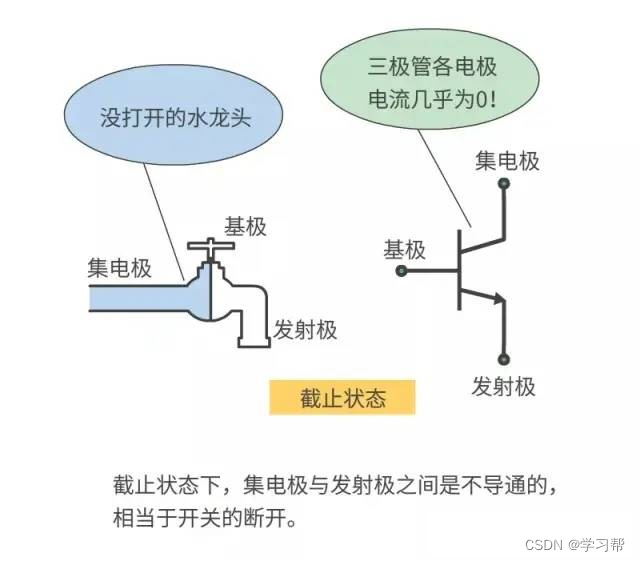 没打开的水龙头
三极管各电极
电流几乎为0!
基极
集电极
发射极
集电极
基极
发射极
截止状态
截止状态下，集电极与发射极之间是不导通的，
相当于开关的断开。
CSDN @学习帮